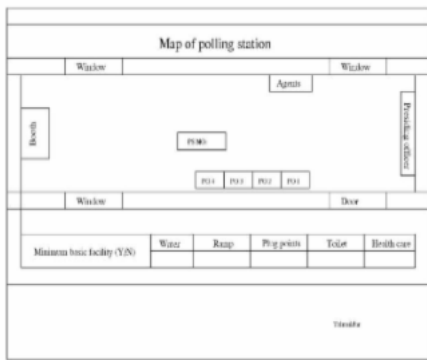 Map of polling station
Window Window
Agents
Booth
Presiding officer
PO4 PO3 PO2 PO1
Window Door
Minimum basic facility (Y/N) Water Ramp Plug points Toilet Health care